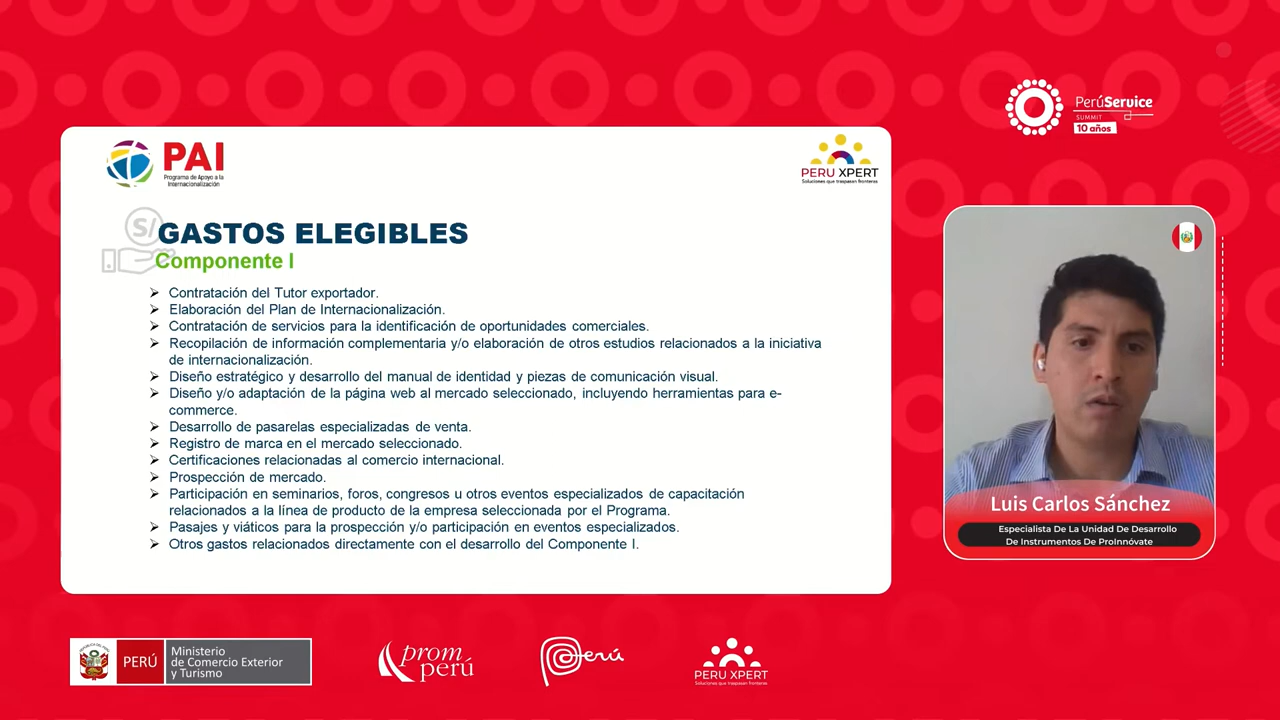 PAI
Programa de Apoyo a la
Internacionalización
PERU XPERT
Soluciones que traspasan fronteras
S/
GASTOS ELEGIBLES
Componente I
Contratación del Tutor exportador.
Elaboración del Plan de Internacionalización.
Contratación de servicios para la identificación de oportunidades comerciales.
Recopilación de información complementaria y/o elaboración de otros estudios relacionados a la iniciativa
de internacionalización.
Diseño estratégico y desarrollo del manual de identidad y piezas de comunicación visual.
Diseño y/o adaptación de la página web al mercado seleccionado, incluyendo herramientas para e-
commerce.
Desarrollo de pasarelas especializadas de venta.
Registro de marca en el mercado seleccionado.
Certificaciones relacionadas al comercio internacional.
Prospección de mercado.
Participación en seminarios, foros, congresos u otros eventos especializados de capacitación
relacionados a la línea de producto de la empresa seleccionada por el Programa.
Pasajes y viáticos para la prospección y/o participación en eventos especializados.
Otros gastos relacionados directamente con el desarrollo del Componente I.
PerúService
SUMMIT
10 años
Luis Carlos Sánchez
Especialista De La Unidad De Desarrollo
De Instrumentos De ProInnóvate
PERÚ
Ministerio
de Comercio Exterior
y Turismo
prom
perú
Perú
PERU XPERT
Soluciones que traspasan fronteras